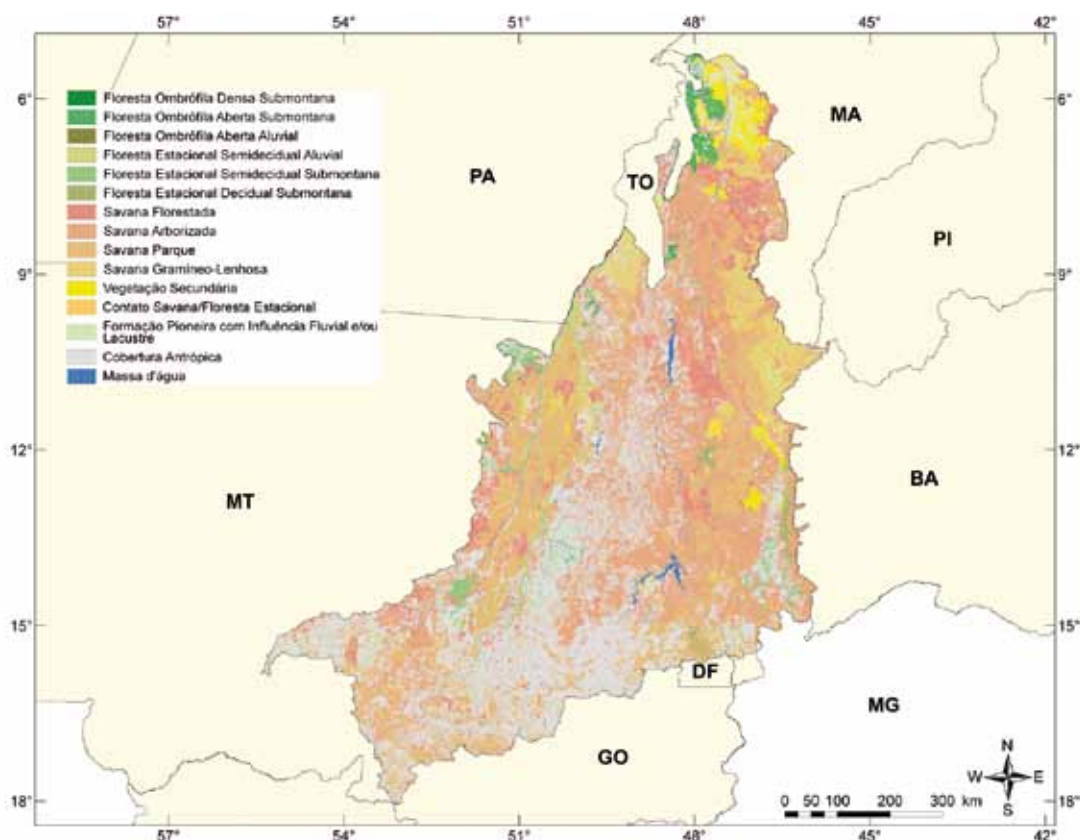 57° 54° 51° 48° 45° 42°
Floresta Ombrófila Densa Submontana
Floresta Ombrófila Aberta Submontana
Floresta Ombrófila Aberta Aluvial
Floresta Estacional Semidecidual Aluvial
Floresta Estacional Semidecidual Submontana
Floresta Estacional Decidual Submontana
Savana Florestada
Savana Arborizada
Savana Parque
Savana Gramíneo-Lenhosa
Vegetação Secundária
Contato Savana/Floresta Estacional
Formação Pioneira com Influência Fluvial e/ou
Lacustre
Cobertura Antrópica
Massa d'água
6° 6°
MA
PA
TO
PI
9° 9°
12° 12°
BA
MT
15° 15°
DF
MG
GO
N
W E
S
0 50 100 200 300 km
18° 18°
57° 54° 51° 48° 45° 42°